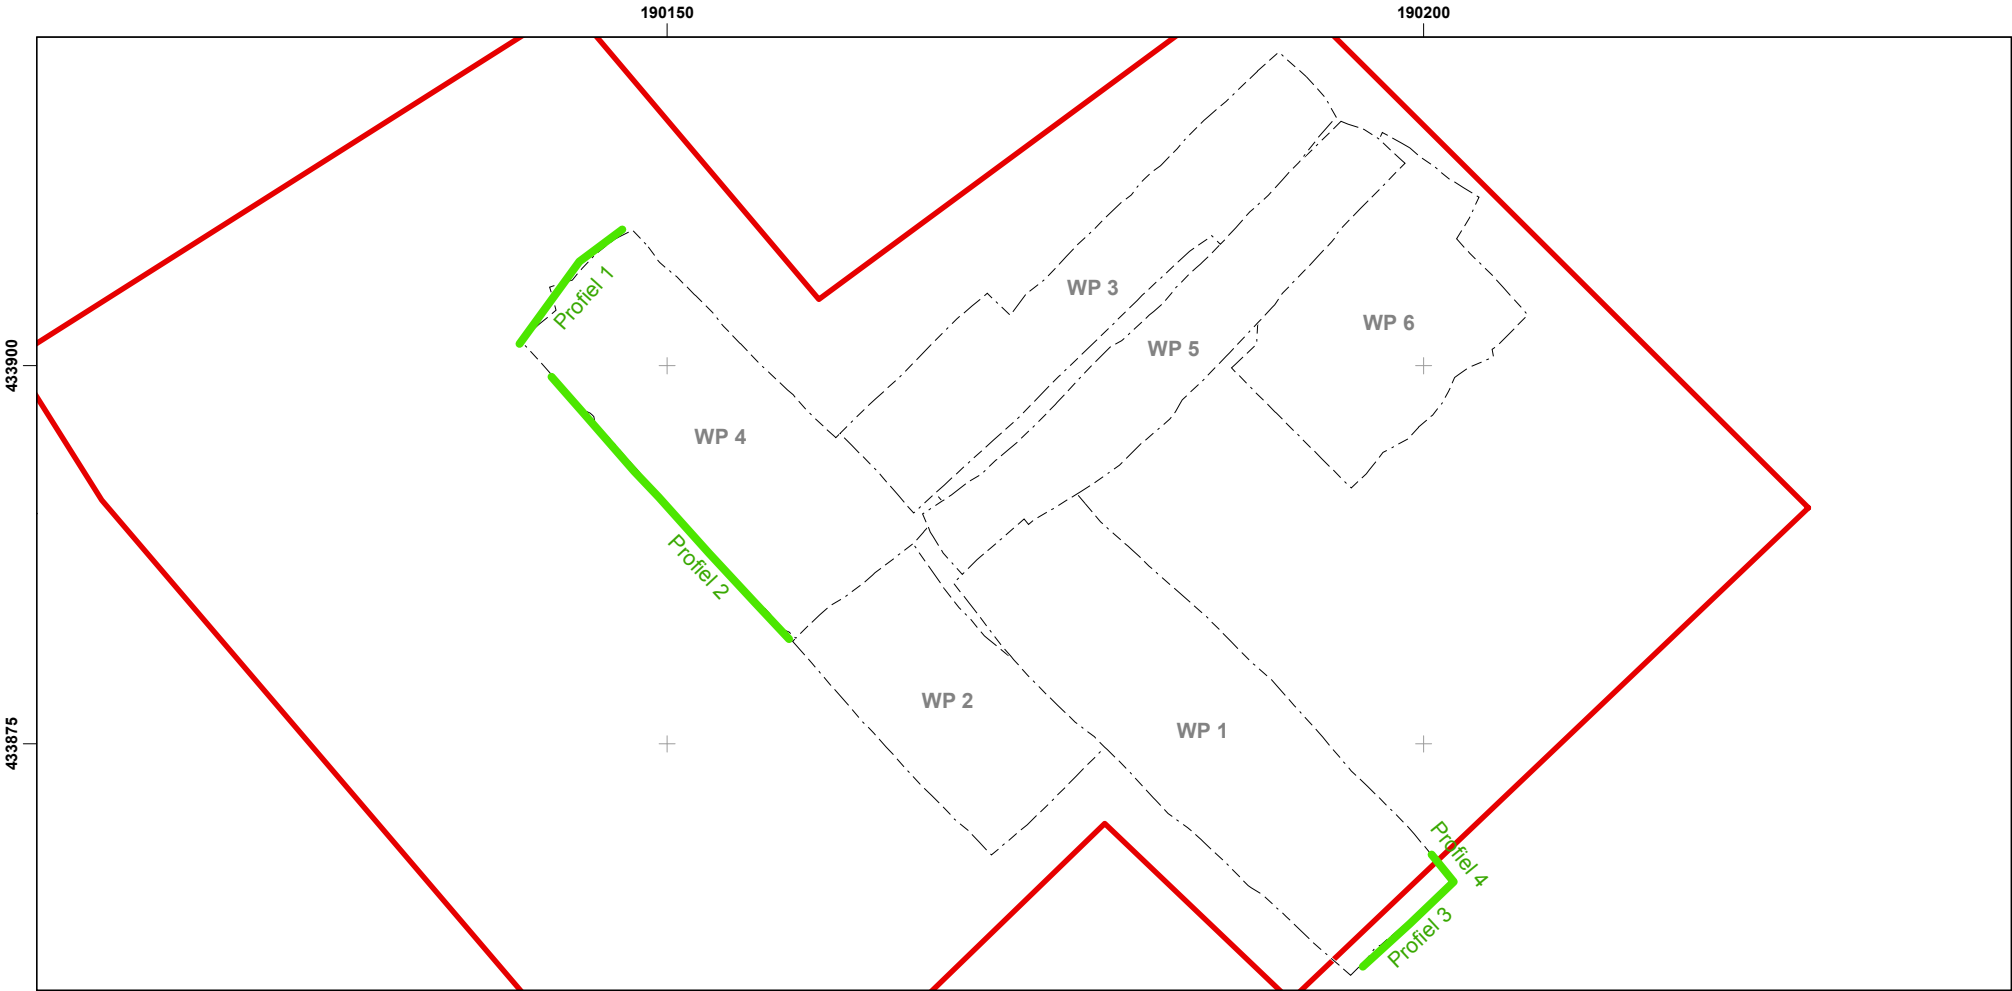 190150
190200
Profiel 1
WP 3
WP 6
WP 5
433900
WP 4
Profiel 2
WP 2
WP 1
433875
Profiel 4
Profiel 3